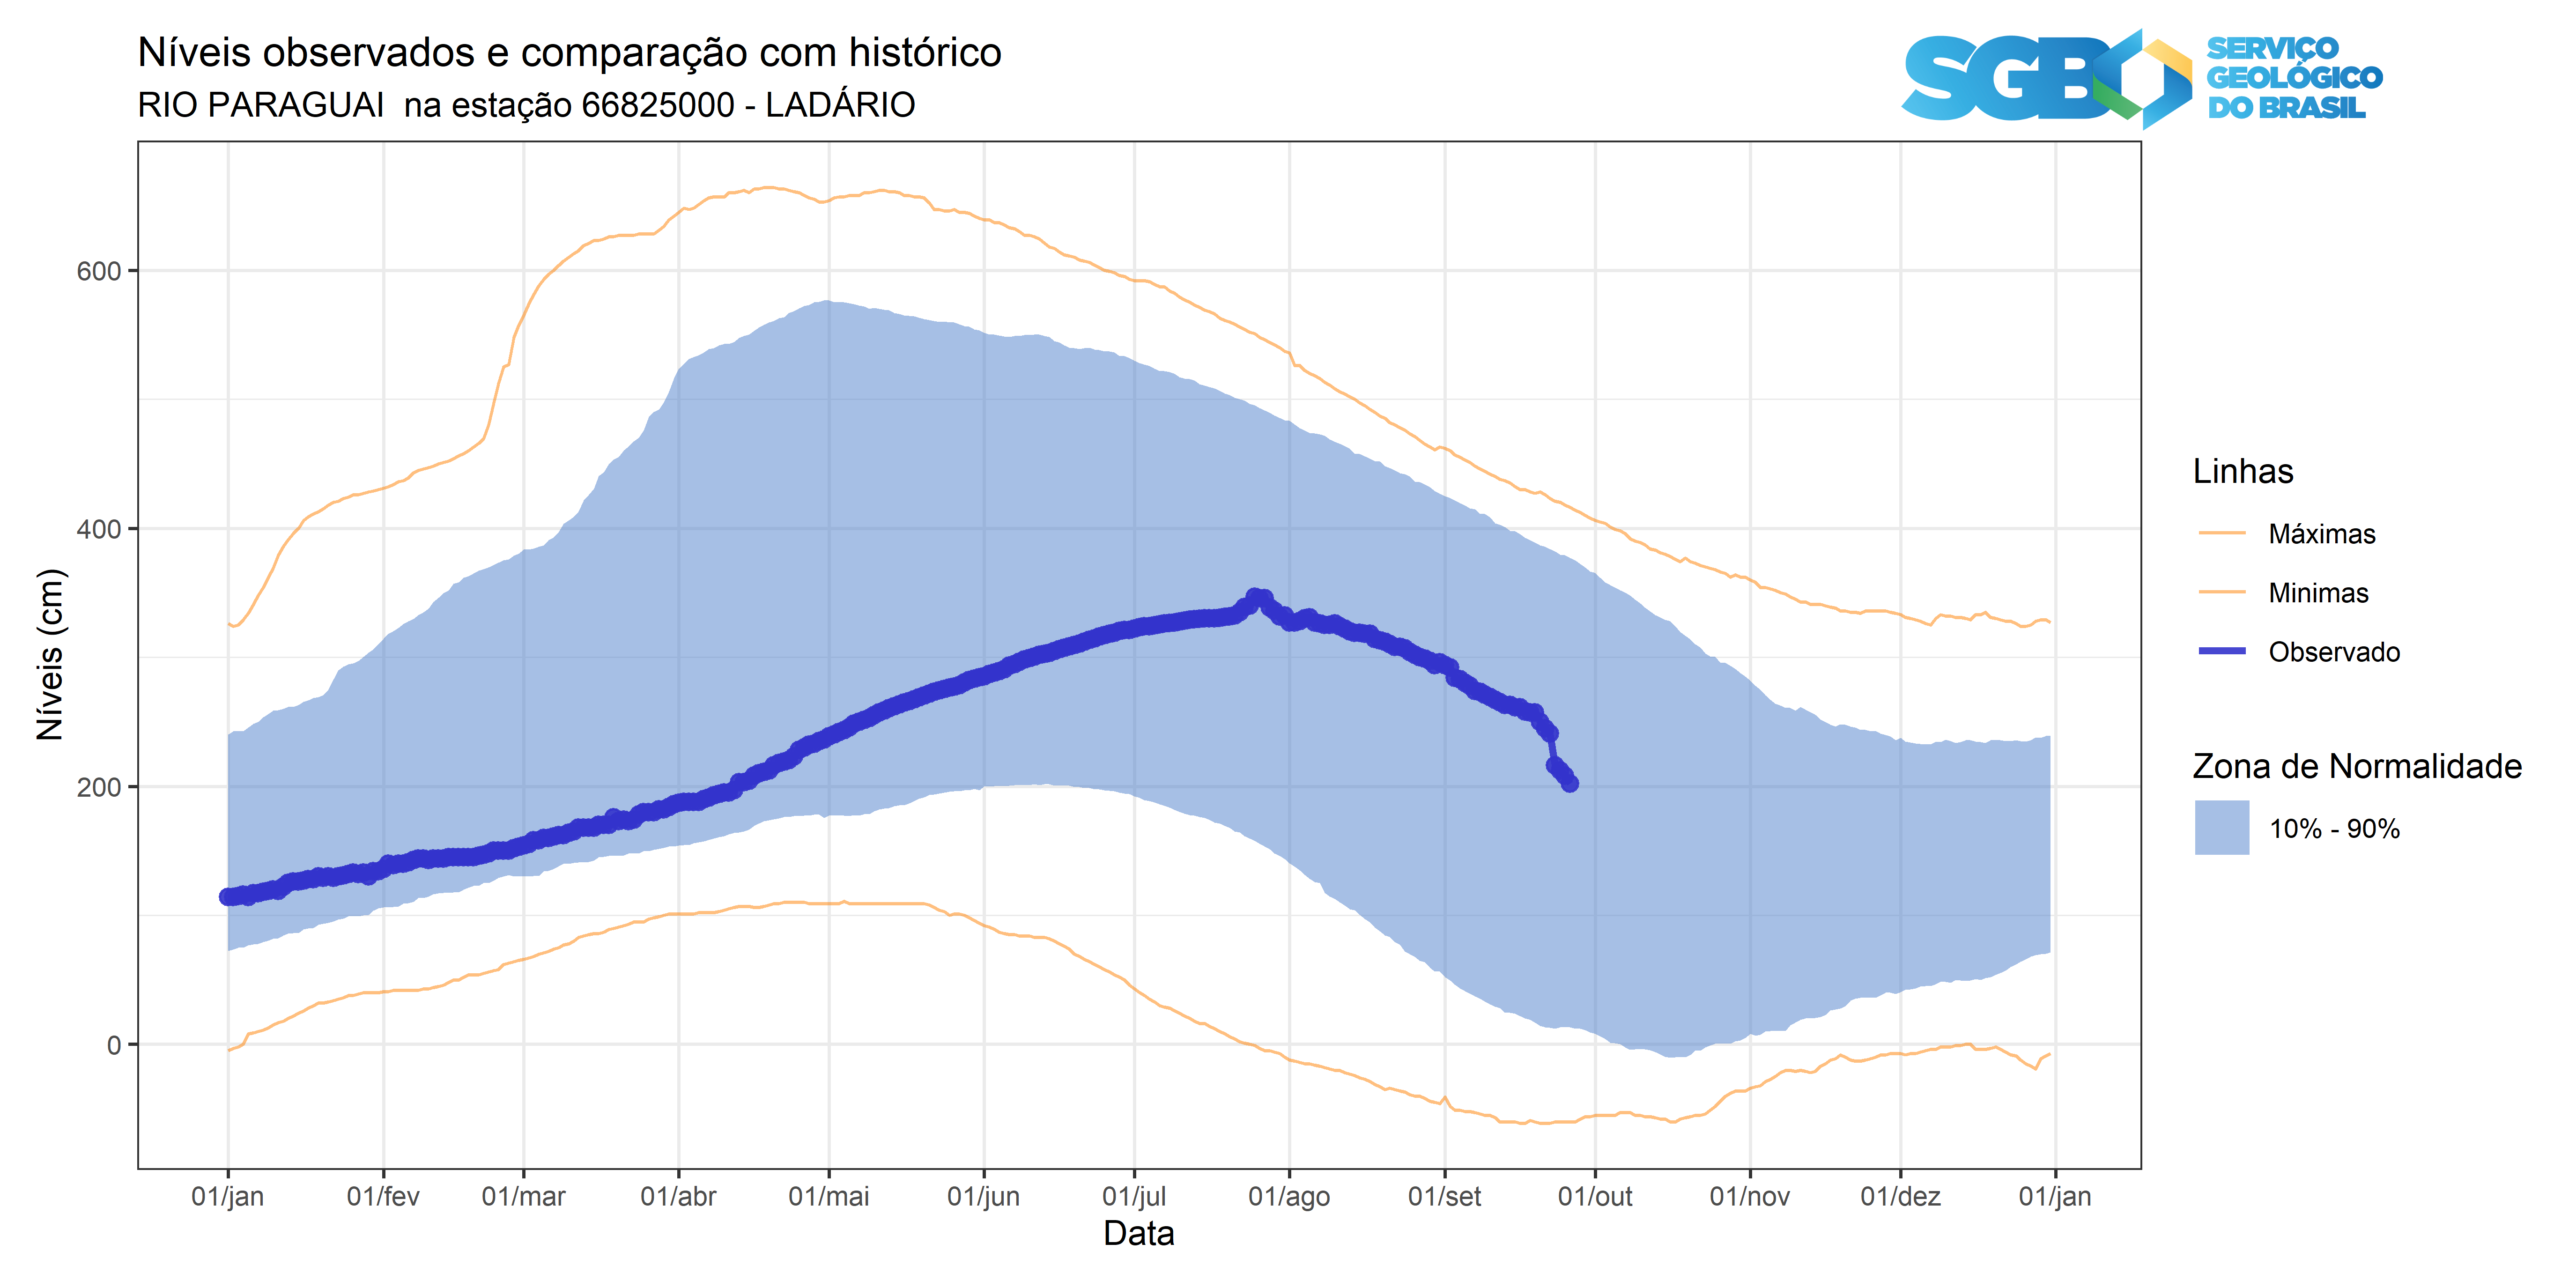 Níveis observados e comparação com histórico
RIO PARAGUAI na estação 66825000 - LADÁRIO
SGB
SERVIÇO
GEOLÓGICO
DO BRASIL
Níveis (cm)
600
400
200
0
01/jan 01/fev 01/mar 01/abr 01/mai 01/jun 01/jul 01/ago 01/set 01/out 01/nov 01/dez 01/jan
Data
Linhas
Máximas
Minimas
Observado
Zona de Normalidade
10% - 90%